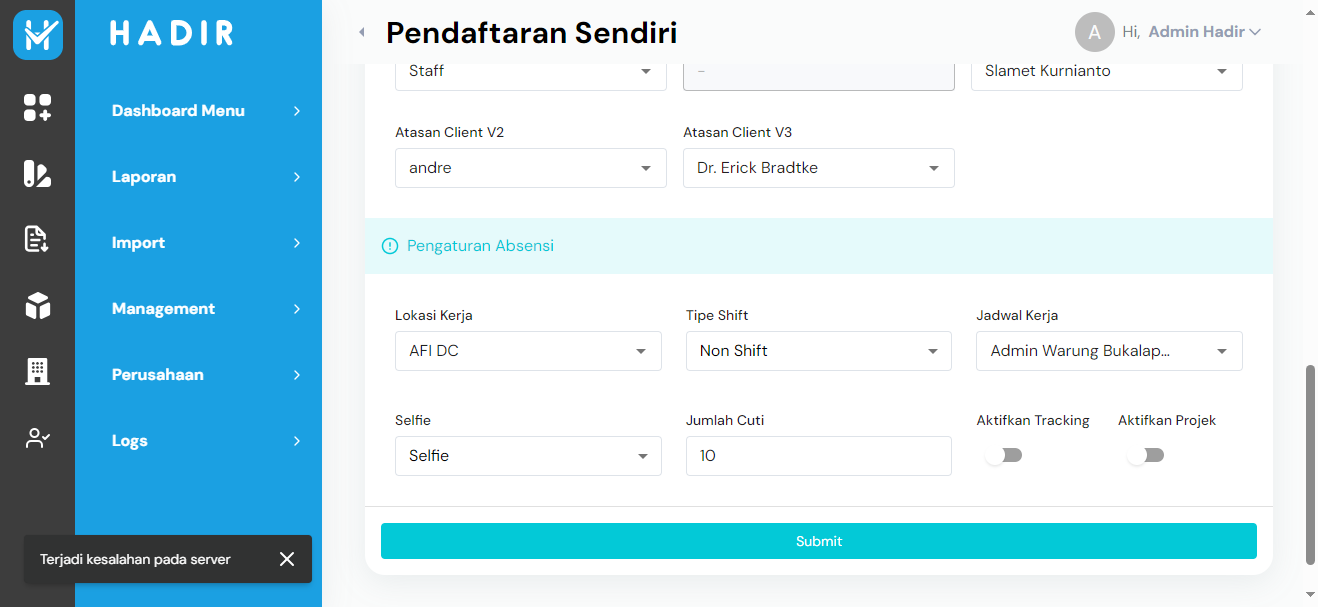 HADIR
Dashboard Menu
Laporan
Import
Management
Perusahaan
Logs
Terjadi kesalahan pada server
Pendaftaran Sendiri
A Hi, Admin Hadir
Staff - Slamet Kurnianto
Atasan Client V2 Atasan Client V3
andre Dr. Erick Bradtke
Pengaturan Absensi
Lokasi Kerja Tipe Shift Jadwal Kerja
AFI DC Non Shift Admin Warung Bukalap...
Selfie Jumlah Cuti Aktifkan Tracking Aktifkan Projek
Selfie 10
Submit